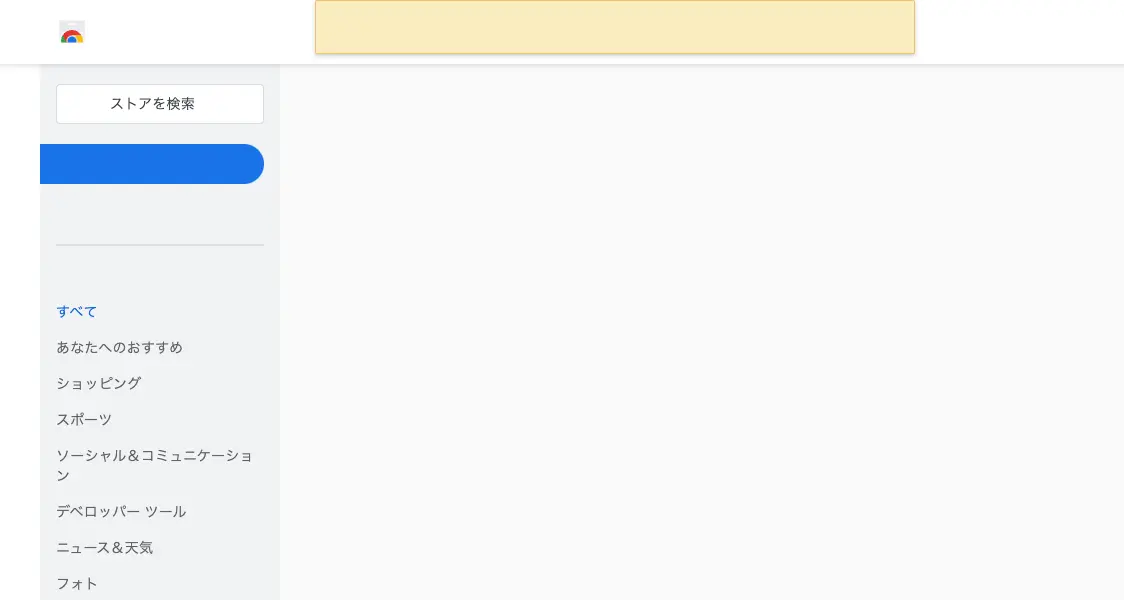 ストアを検索
すべて
あなたへのおすすめ
ショッピング
スポーツ
ソーシャル＆コミュニケーショ
ン
デベロッパー ツール
ニュース＆天気
フォト